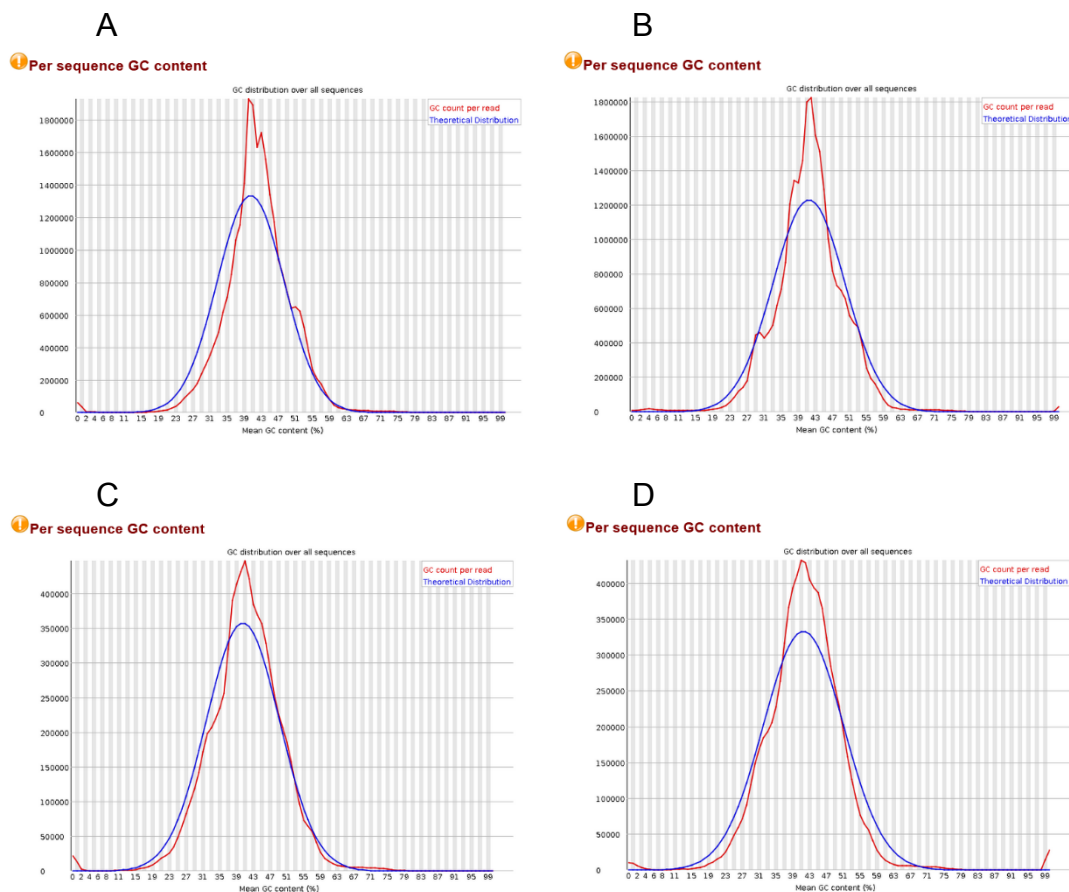 A
Per sequence GC content
GC distribution over all sequences
GC count per read
Theoretical Distribution
1800000
1600000
1400000
1200000
1000000
800000
600000
400000
200000
0
0 2 4 6 8 11 15 19 23 27 31 35 39 43 47 51 55 59 63 67 71 75 79 83 87 91 95 99
Mean GC content (%)
B
Per sequence GC content
GC distribution over all sequences
GC count per read
Theoretical Distribution
1800000
1600000
1400000
1200000
1000000
800000
600000
400000
200000
0
0 2 4 6 8 11 15 19 23 27 31 35 39 43 47 51 55 59 63 67 71 75 79 83 87 91 95 99
Mean GC content (%)
C
Per sequence GC content
GC distribution over all sequences
GC count per read
Theoretical Distribution
400000
350000
300000
250000
200000
150000
100000
50000
0
0 2 4 6 8 11 15 19 23 27 31 35 39 43 47 51 55 59 63 67 71 75 79 83 87 91 95 99
Mean GC content (%)
D
Per sequence GC content
GC distribution over all sequences
GC count per read
Theoretical Distribution
400000
350000
300000
250000
200000
150000
100000
50000
0
0 2 4 6 8 11 15 19 23 27 31 35 39 43 47 51 55 59 63 67 71 75 79 83 87 91 95 99
Mean GC content (%)